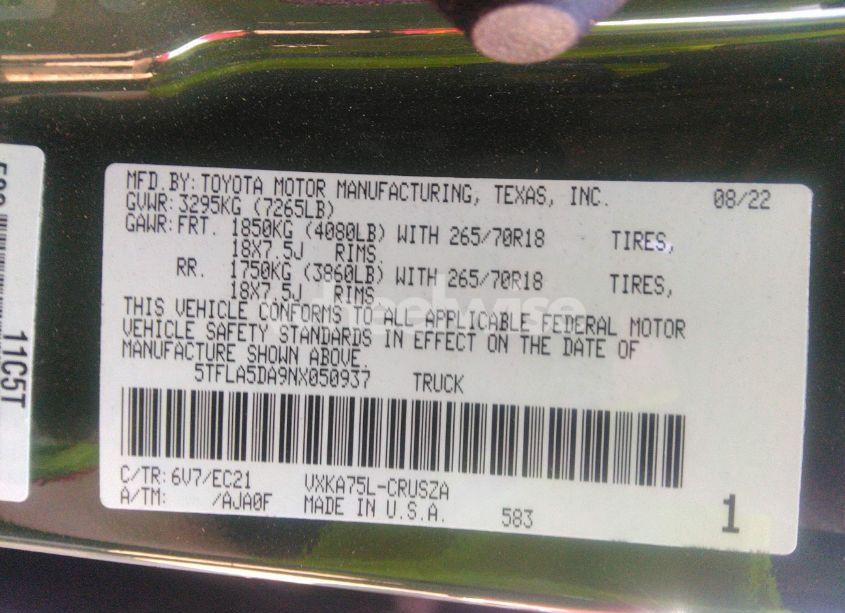 MFD. BY: TOYOTA MOTOR MANUFACTURING, TEXAS, INC. 08/22
GVWR: 3295KG (7265LB)
GAWR: FRT. 1850KG (4080LB) WITH 265/70R18 TIRES,
18X7.5J RIMS.
RR. 1750KG (3860LB) WITH 265/70R18 TIRES,
18X7.5J RIMS
THIS VEHICLE CONFORMS TO ALL APPLICABLE FEDERAL MOTOR
VEHICLE SAFETY STANDARDS IN EFFECT ON THE DATE OF
MANUFACTURE SHOWN ABOVE.
5TFLA5DA9NX050937 TRUCK
C/TR: 6V7/EC21 VXKA75L-CRUSZA
A/TM: /AJA0F MADE IN U.S.A. 583 1
11C5T
wheelwise